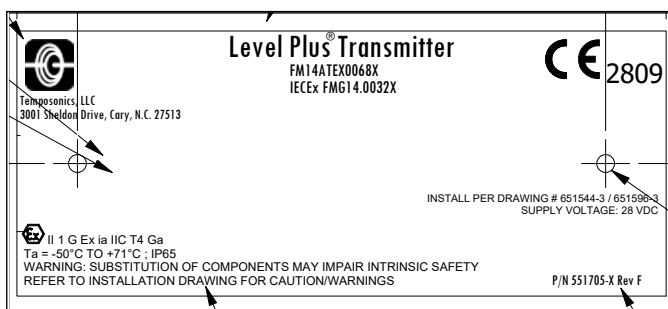 Level Plus® Transmitter
FM14ATEX0068X
IECEx FMG14.0032X
CE 2809
Temposonics, LLC
3001 Sheldon Drive, Cary, N.C. 27513
INSTALL PER DRAWING # 651544-3 / 651596-3
SUPPLY VOLTAGE: 28 VDC
Ex II 1 G Ex ia IIC T4 Ga
Ta = -50°C TO +71°C ; IP65
WARNING: SUBSTITUTION OF COMPONENTS MAY IMPAIR INTRINSIC SAFETY
REFER TO INSTALLATION DRAWING FOR CAUTION/WARNINGS
P/N 551705-X Rev F